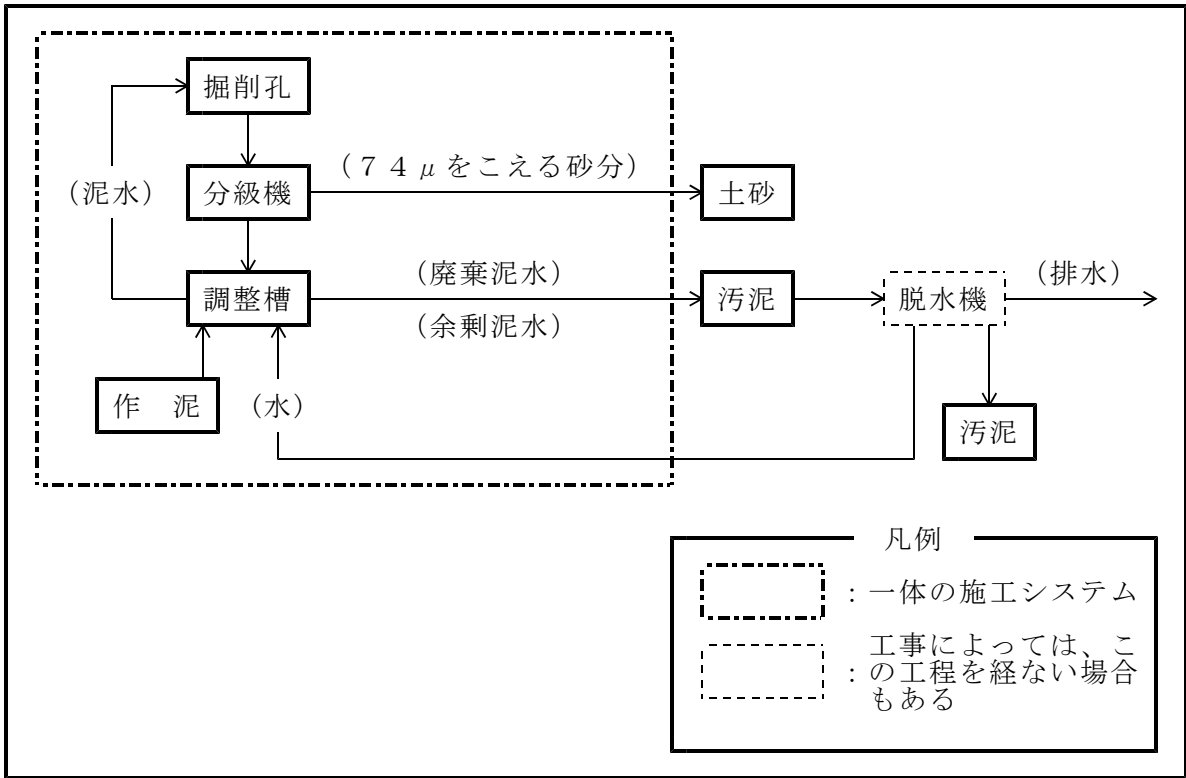 掘削孔
(74μをこえる砂分)
(泥水)
分級機
土砂
(廃棄泥水)
(排水)
調整槽
汚泥
脱水機
(余剰泥水)
作 泥
(水)
汚泥
凡例
:一体の施工システム
工事によっては、こ
:の工程を経ない場合
もある